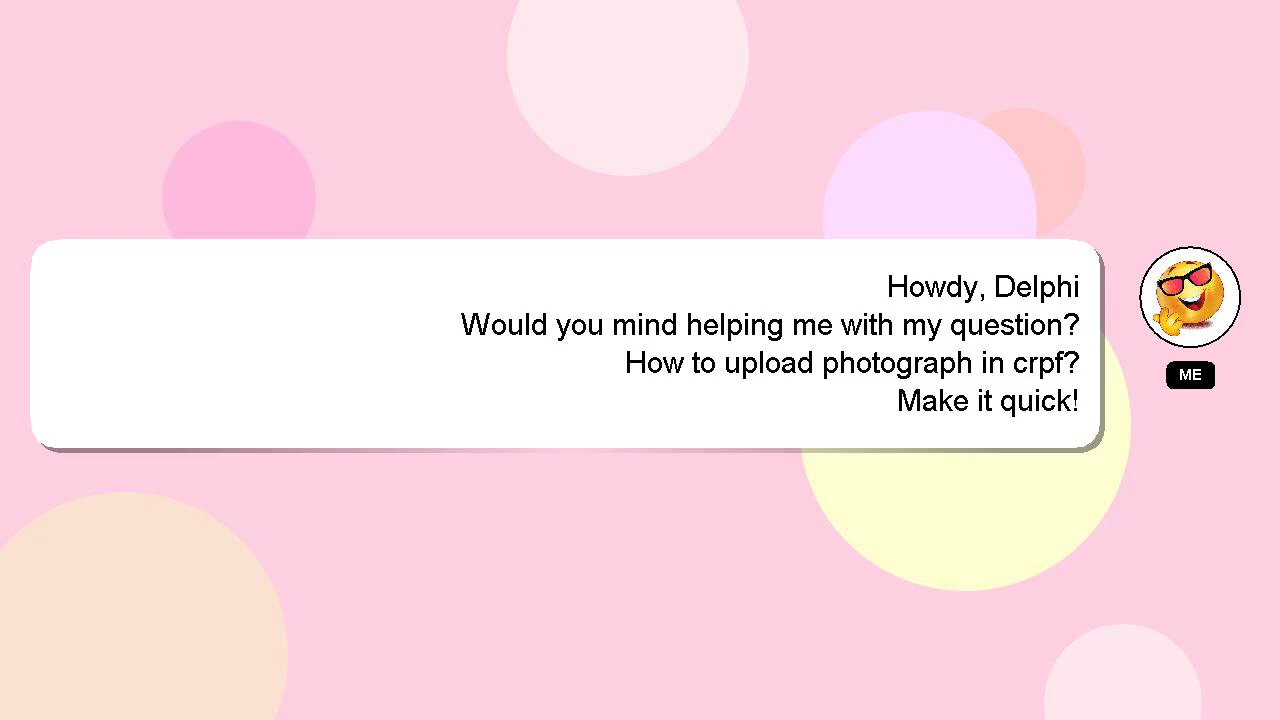 Howdy, Delphi
Would you mind helping me with my question?
How to upload photograph in crpf?
Make it quick!
ME